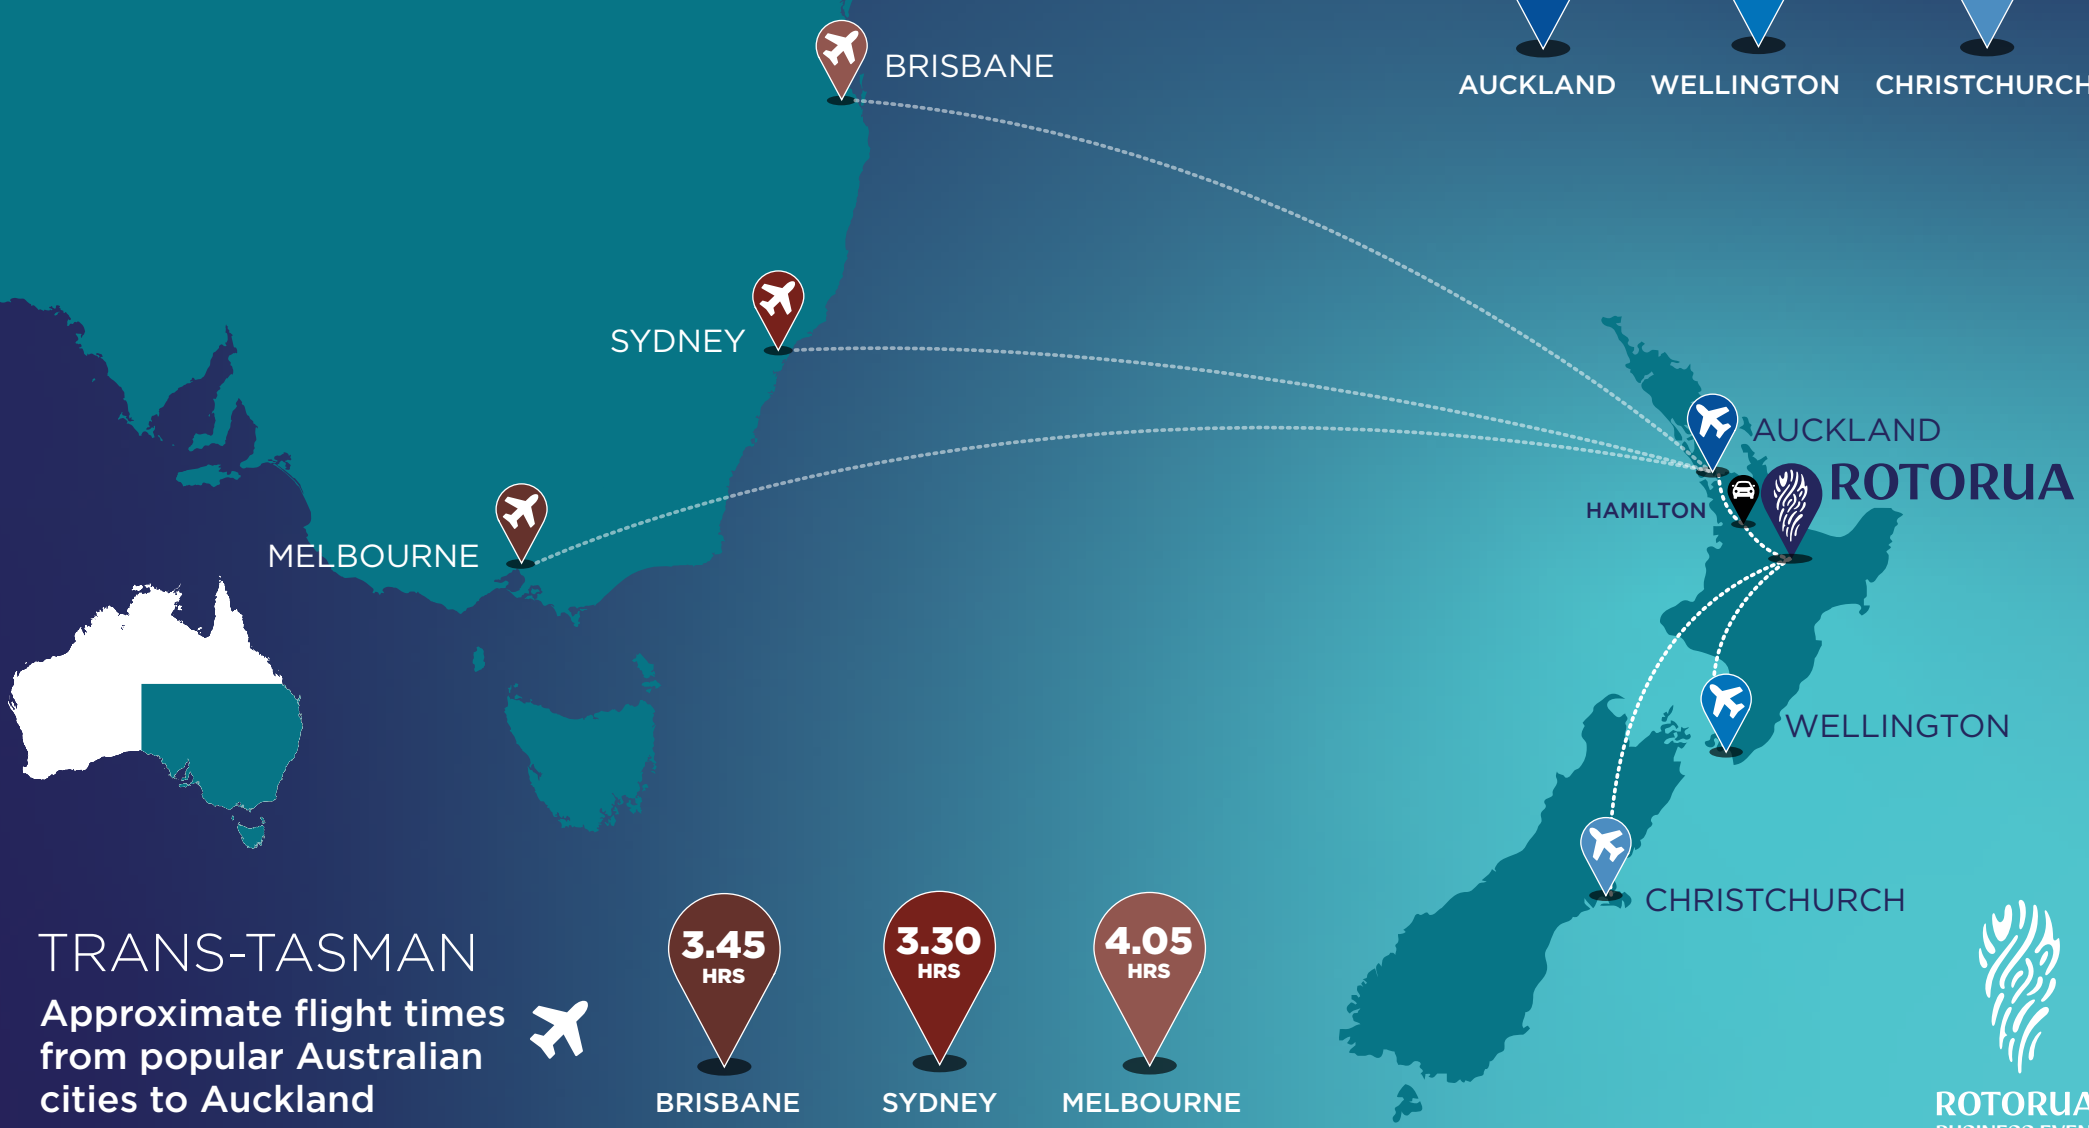 BRISBANE
AUCKLAND WELLINGTON CHRISTCHURCH
SYDNEY
AUCKLAND
ROTORUA
HAMILTON
MELBOURNE
WELLINGTON
CHRISTCHURCH
TRANS-TASMAN
Approximate flight times
from popular Australian
cities to Auckland
3.45
HRS
BRISBANE
3.30
HRS
SYDNEY
4.05
HRS
MELBOURNE
ROTORUA